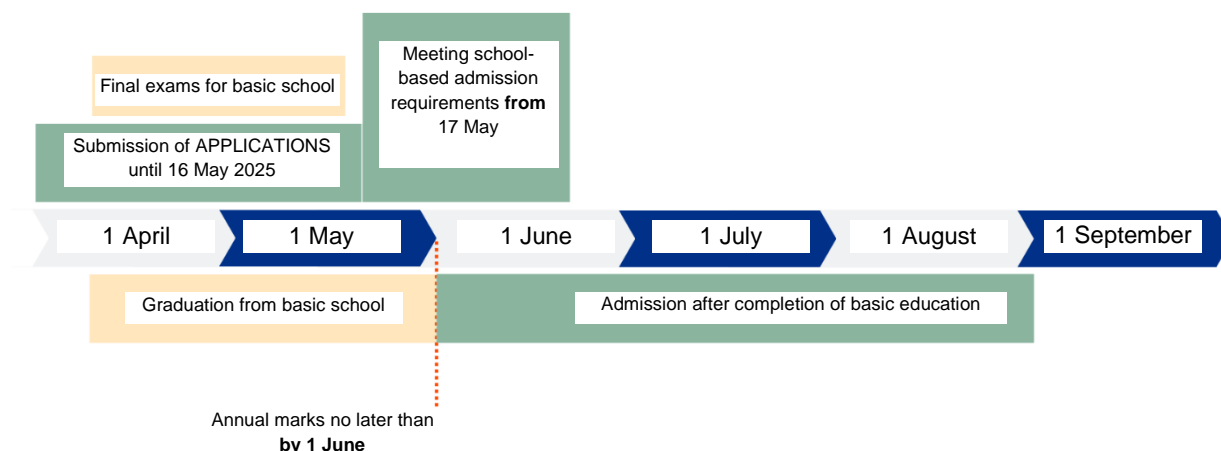 Meeting school-
based admission
requirements from
17 May
Final exams for basic school
Submission of APPLICATIONS
until 16 May 2025
1 April
1 May
1 June
1 July
1 August
1 September
Graduation from basic school
Admission after completion of basic education
Annual marks no later than
by 1 June